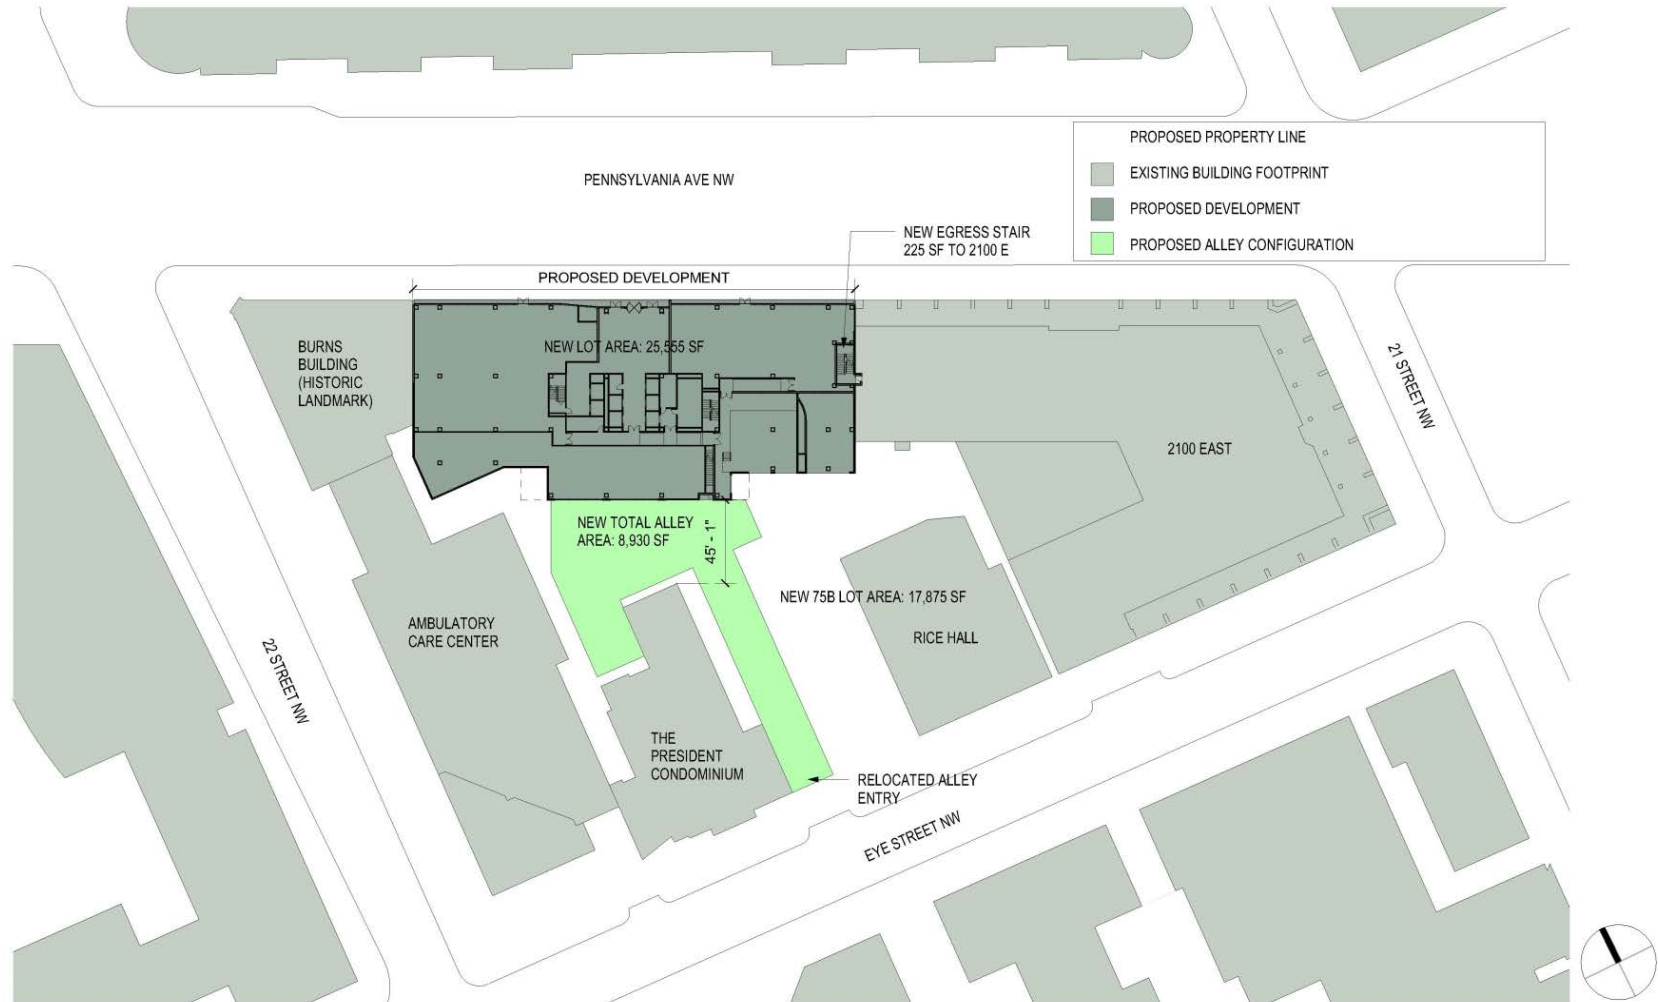 PENNSYLVANIA AVE NW
PROPOSED PROPERTY LINE
EXISTING BUILDING FOOTPRINT
PROPOSED DEVELOPMENT
PROPOSED ALLEY CONFIGURATION
NEW EGRESS STAIR
225 SF TO 2100 E
PROPOSED DEVELOPMENT
BURNS
BUILDING
(HISTORIC
LANDMARK)
NEW LOT AREA: 25,555 SF
21 STREET NW
2100 EAST
NEW TOTAL ALLEY
AREA: 8,930 SF
45' - 1"
NEW 75B LOT AREA: 17,875 SF
AMBULATORY
CARE CENTER
RICE HALL
22 STREET NW
THE
PRESIDENT
CONDOMINIUM
RELOCATED ALLEY
ENTRY
EYE STREET NW